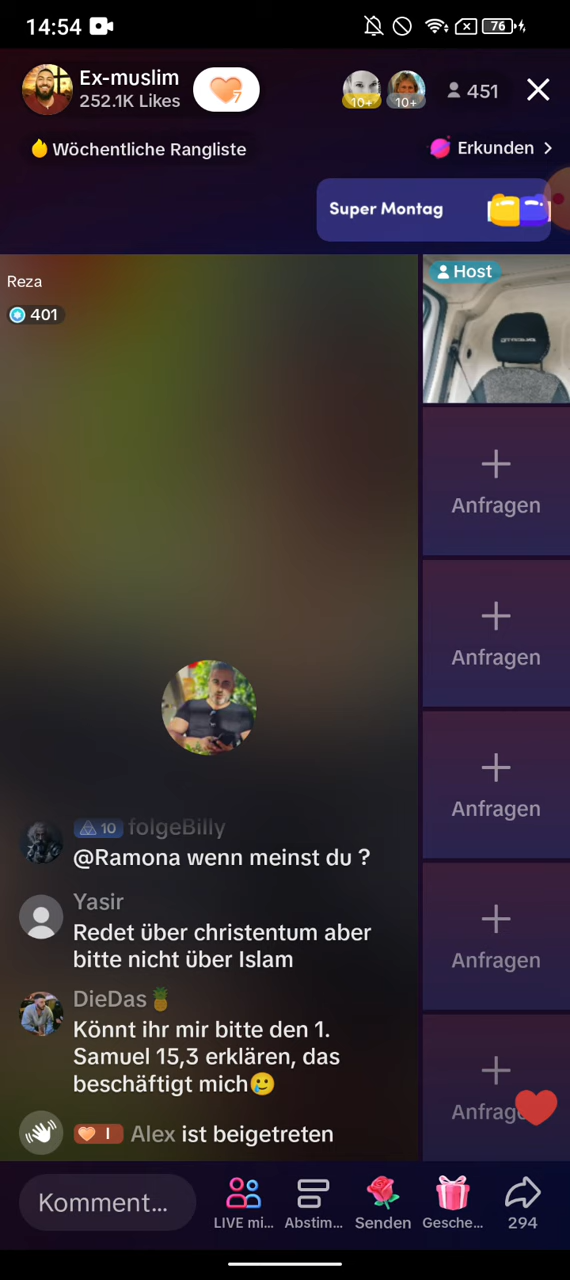 14:54
76
Ex-muslim
252.1K Likes
7
10+
10+
451
Wöchentliche Rangliste
Erkunden >
Super Montag
Reza
401
Host
Anfragen
Anfragen
Anfragen
Anfragen
10 folgeBilly
@Ramona wenn meinst du ?
Yasir
Redet über christentum aber
bitte nicht über Islam
DieDas🍍
Könnt ihr mir bitte den 1.
Samuel 15,3 erklären, das
beschäftigt mich🥲
Anfrag
I Alex ist beigetreten
Komment...
LIVE mi...
Abstim...
Senden
Gesche...
294